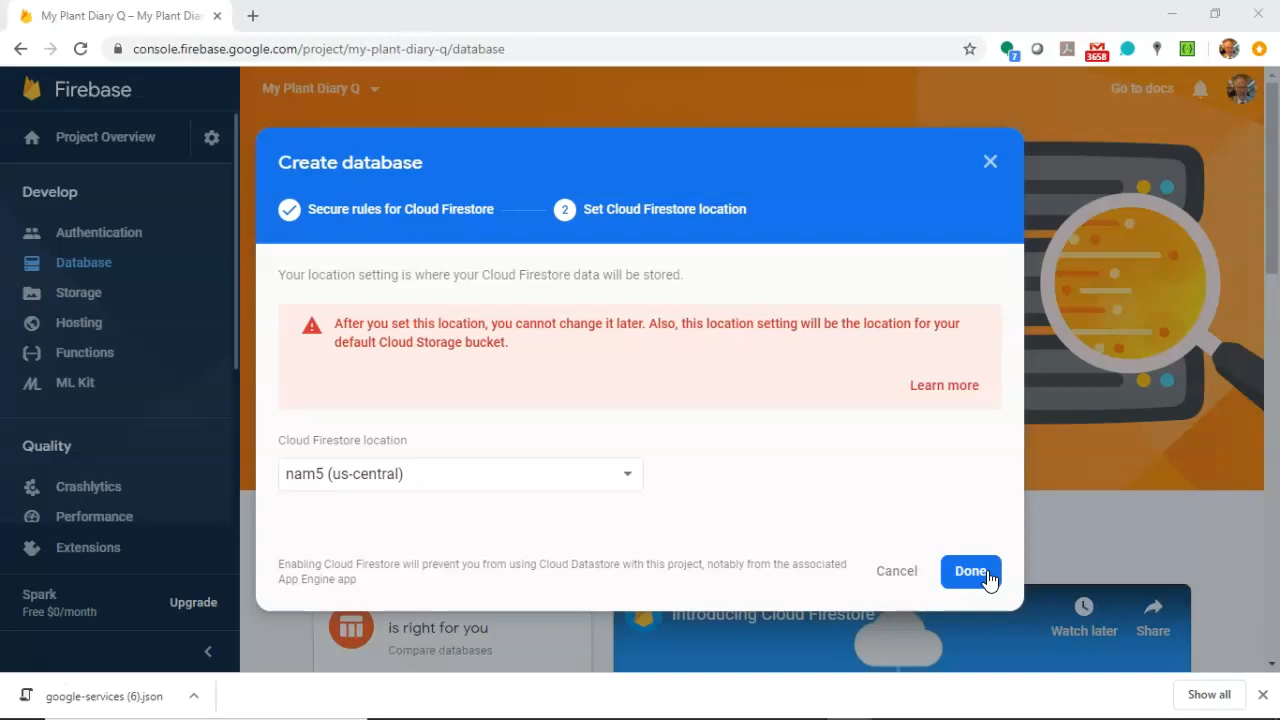 My Plant Diary Q – My Plant Dia
console.firebase.google.com/project/my-plant-diary-q/database
7
3658
Firebase
My Plant Diary Q
Go to docs
Project Overview
Develop
Authentication
Database
Storage
Hosting
Functions
ML Kit
Quality
Crashlytics
Performance
Extensions
Spark
Free $0/month
Upgrade
Create database
Secure rules for Cloud Firestore
2
Set Cloud Firestore location
Your location setting is where your Cloud Firestore data will be stored.
After you set this location, you cannot change it later. Also, this location setting will be the location for your
default Cloud Storage bucket.
Learn more
Cloud Firestore location
nam5 (us-central)
Enabling Cloud Firestore will prevent you from using Cloud Datastore with this project, notably from the associated
App Engine app
Cancel
Done
is right for you
Compare databases
Introducing Cloud Firestore
Watch later
Share
google-services (6).json
Show all